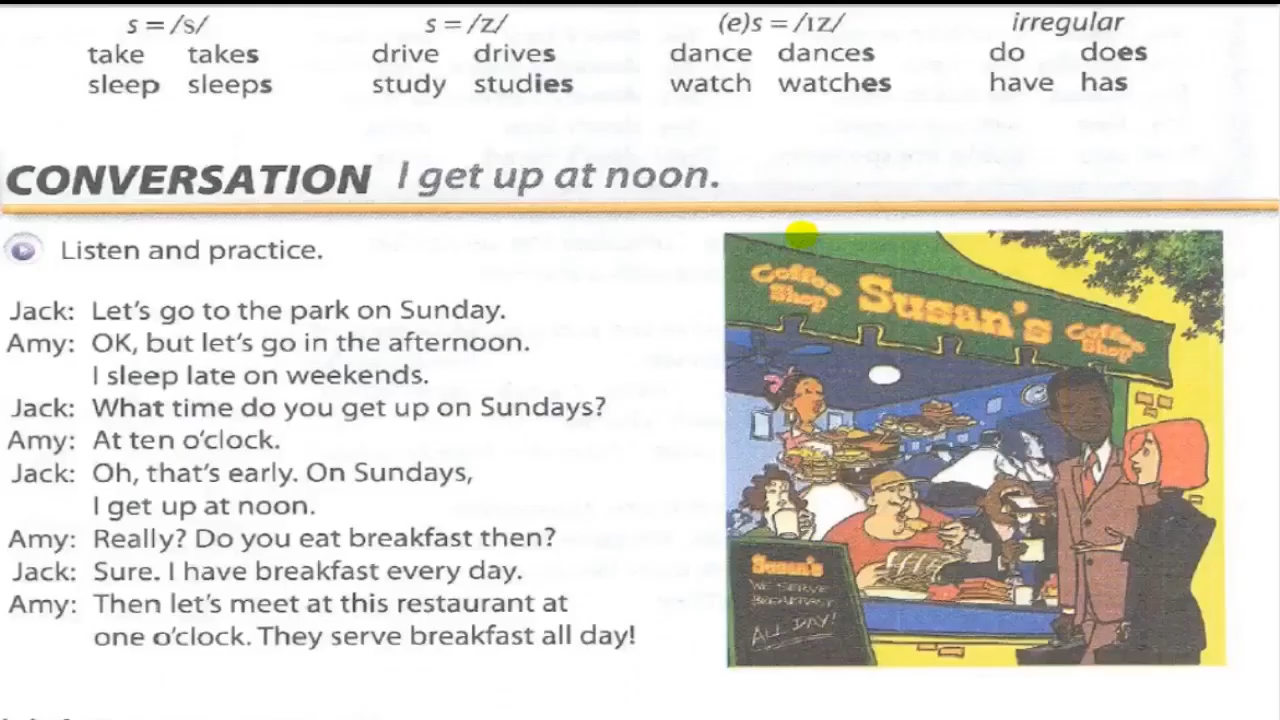 s = /s/ s = /z/ (e)s = /ɪz/ irregular
take takes drive drives dance dances do does
sleep sleeps study studies watch watches have has
CONVERSATION I get up at noon.
Listen and practice.
Jack: Let's go to the park on Sunday.
Amy: OK, but let's go in the afternoon.
I sleep late on weekends.
Jack: What time do you get up on Sundays?
Amy: At ten o'clock.
Jack: Oh, that's early. On Sundays,
I get up at noon.
Amy: Really? Do you eat breakfast then?
Jack: Sure. I have breakfast every day.
Amy: Then let's meet at this restaurant at
one o'clock. They serve breakfast all day!
Coffee Shop Susan's Coffee Shop
Susan's
WE SERVE
BREAKFAST
ALL DAY!